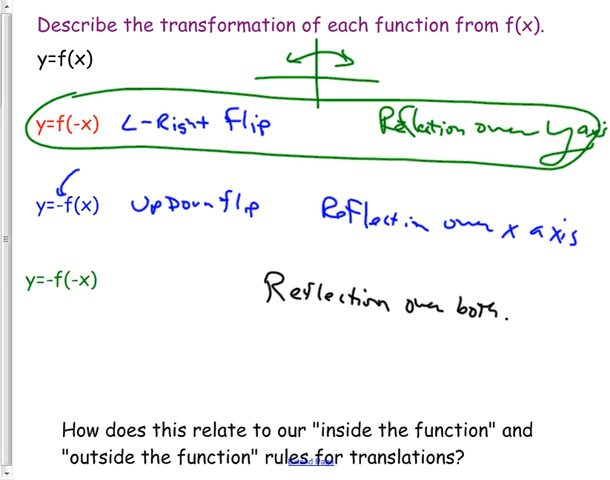 Describe the transformation of each function from f(x).
y=f(x)
y=f(-x) L-Right Flip Reflection over y axis
y=-f(x) Up Down flip Reflection over x axis
y=-f(-x) Reflection over both.
How does this relate to our "inside the function" and
"outside the function" rules for translations?